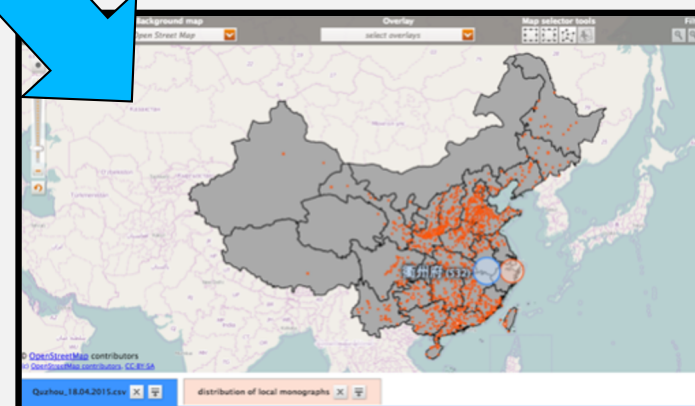 Background map
Open Street Map
Overlay
select overlays
Map selector tools
衢州府 (532)
© OpenStreetMap contributors
(c) OpenStreetMap contributors, CC-BY-SA
Quzhou_18.04.2015.csv
distribution of local monographs